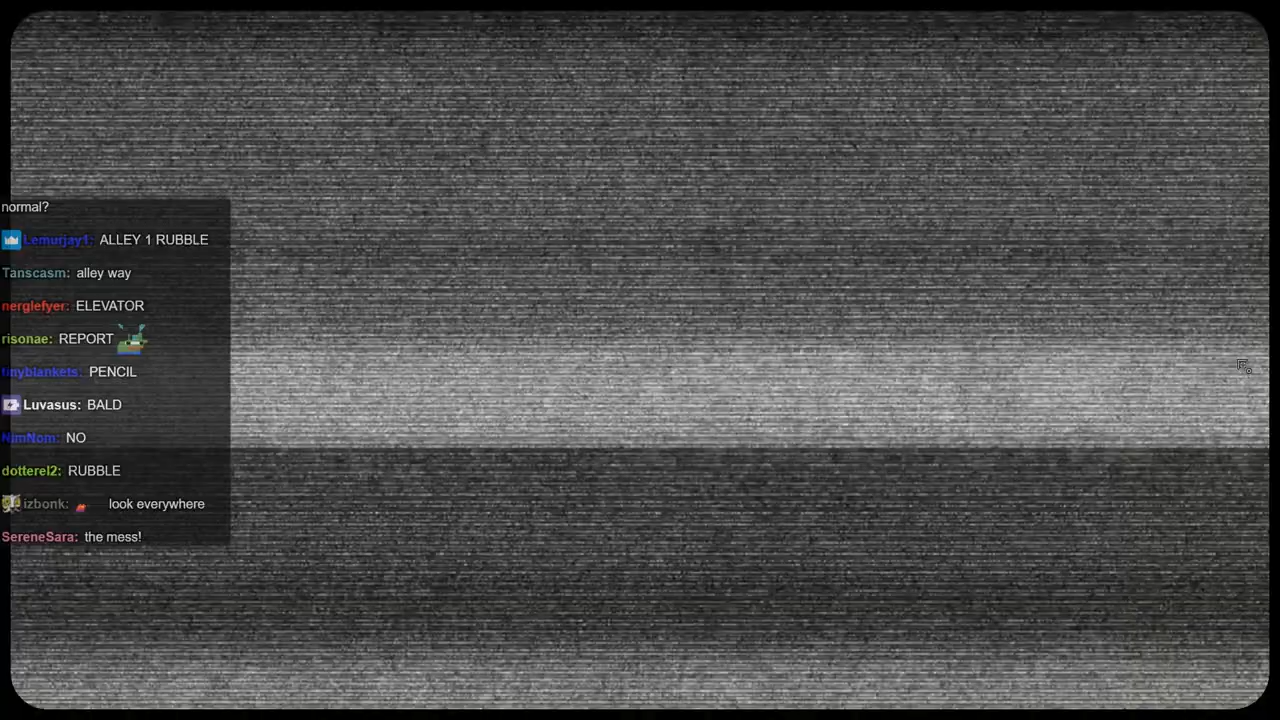 normal?
Lemurjay1: ALLEY 1 RUBBLE
Tanscasm: alley way
nerglefyer: ELEVATOR
risonae: REPORT
tinyblankets: PENCIL
Luvasus: BALD
NimNom: NO
dotterel2: RUBBLE
izbonk: look everywhere
SereneSara: the mess!